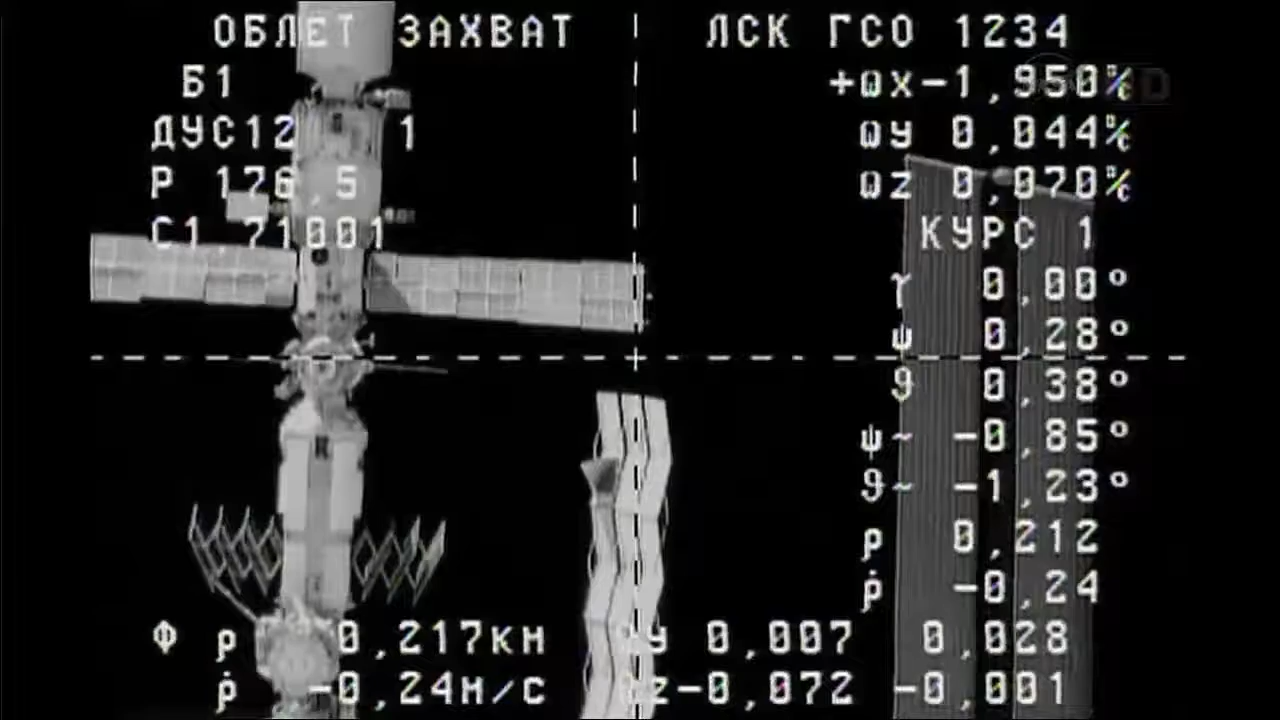 ОБЛЕТ ЗАХВАТ ЛСК ГСО 1234
Б1 +ωx-1,950°/с
ДУС12 1 ωy 0,044°/с
Р 176,5 ωz 0,070°/с
С1,71001 КУРС 1
γ 0,00°
ψ 0,28°
ϑ 0,38°
ψ~ -0,85°
ϑ~ -1,23°
ρ 0,212
ρ̇ -0,24
Ф ρ 0,217км y 0,007 0,028
ρ̇ -0,24м/с z-0,072 -0,001